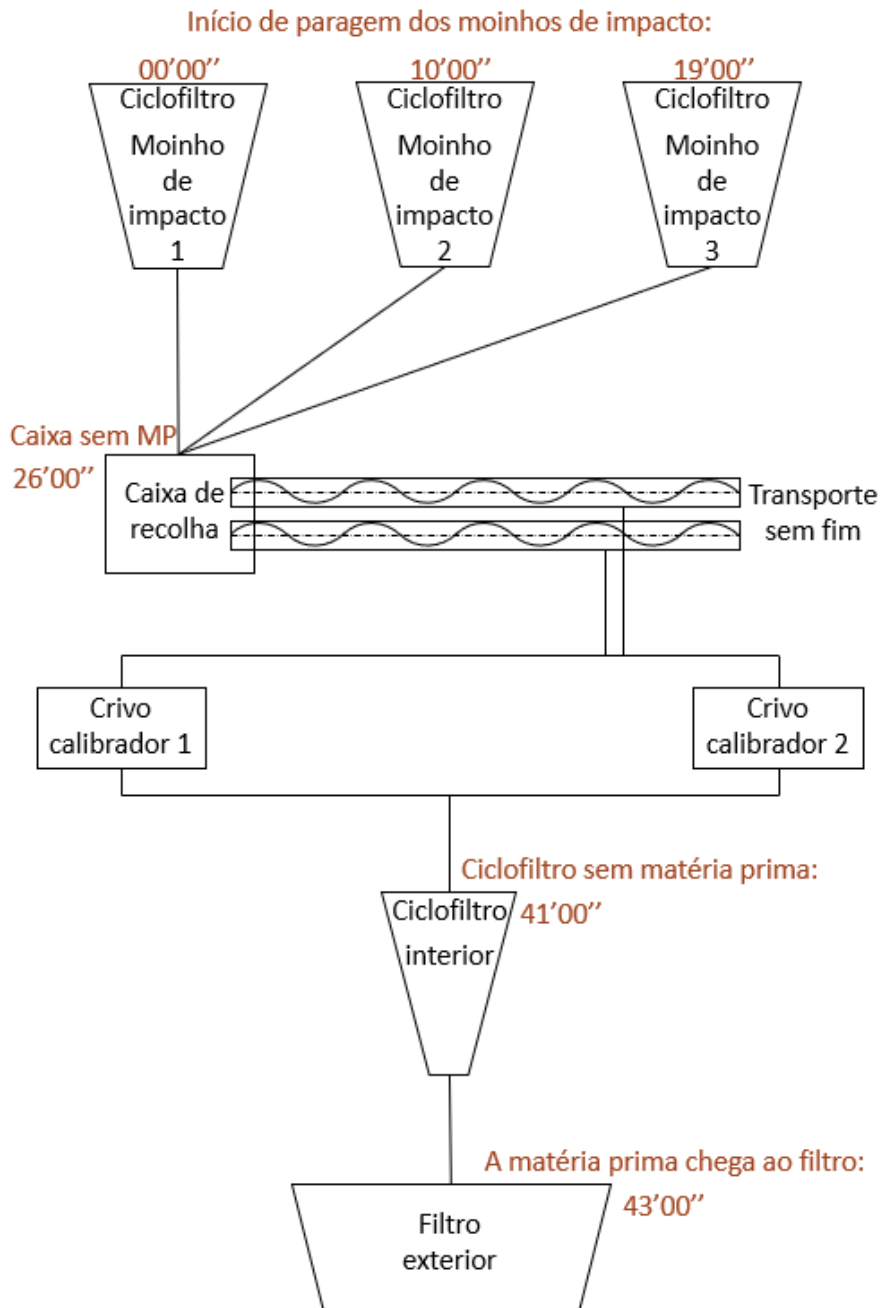 Início de paragem dos moinhos de impacto:
00’00’’
10’00’’
19’00’’
Ciclofiltro
Moinho
de
impacto
1
Ciclofiltro
Moinho
de
impacto
2
Ciclofiltro
Moinho
de
impacto
3
Caixa sem MP
26’00’’
Caixa de
recolha
Transporte
sem fim
Crivo
calibrador 1
Crivo
calibrador 2
Ciclofiltro sem matéria prima:
41’00’’
Ciclofiltro
interior
A matéria prima chega ao filtro:
43’00’’
Filtro
exterior